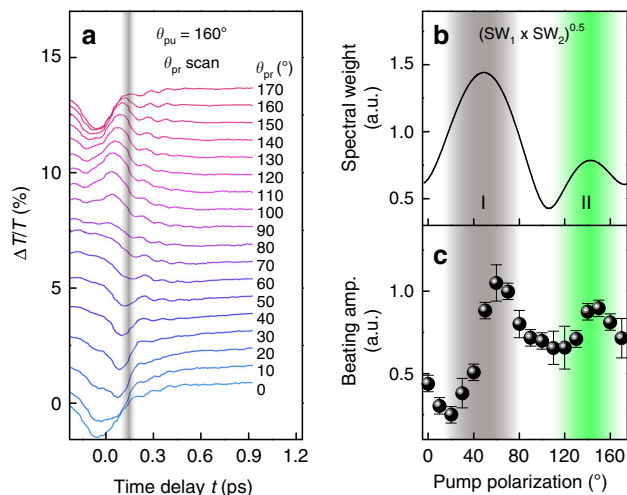 a
θpu = 160°
θpr scan
θpr (°)
170
160
150
140
130
120
110
100
90
80
70
60
50
40
30
20
10
0
15
10
5
0
ΔT/T (%)
0.0 0.3 0.6 0.9 1.2
Time delay t (ps)
b
(SW1 x SW2)0.5
1.5
1.0
0.5
Spectral weight
(a.u.)
I
II
c
1.0
0.5
Beating amp.
(a.u.)
0 40 80 120 160
Pump polarization (°)